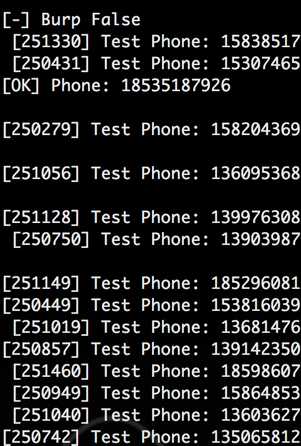 [-] Burp False
[251330] Test Phone: 15838517
[250431] Test Phone: 15307465
[OK] Phone: 18535187926
[250279] Test Phone: 158204369
[251056] Test Phone: 136095368
[251128] Test Phone: 139976308
[250750] Test Phone: 13903987
[251149] Test Phone: 185296081
[250449] Test Phone: 153816039
[251019] Test Phone: 13681476
[250857] Test Phone: 139142350
[251460] Test Phone: 18598607
[250949] Test Phone: 15864853
[251040] Test Phone: 13603627
[250742] Test Phone: 135065812